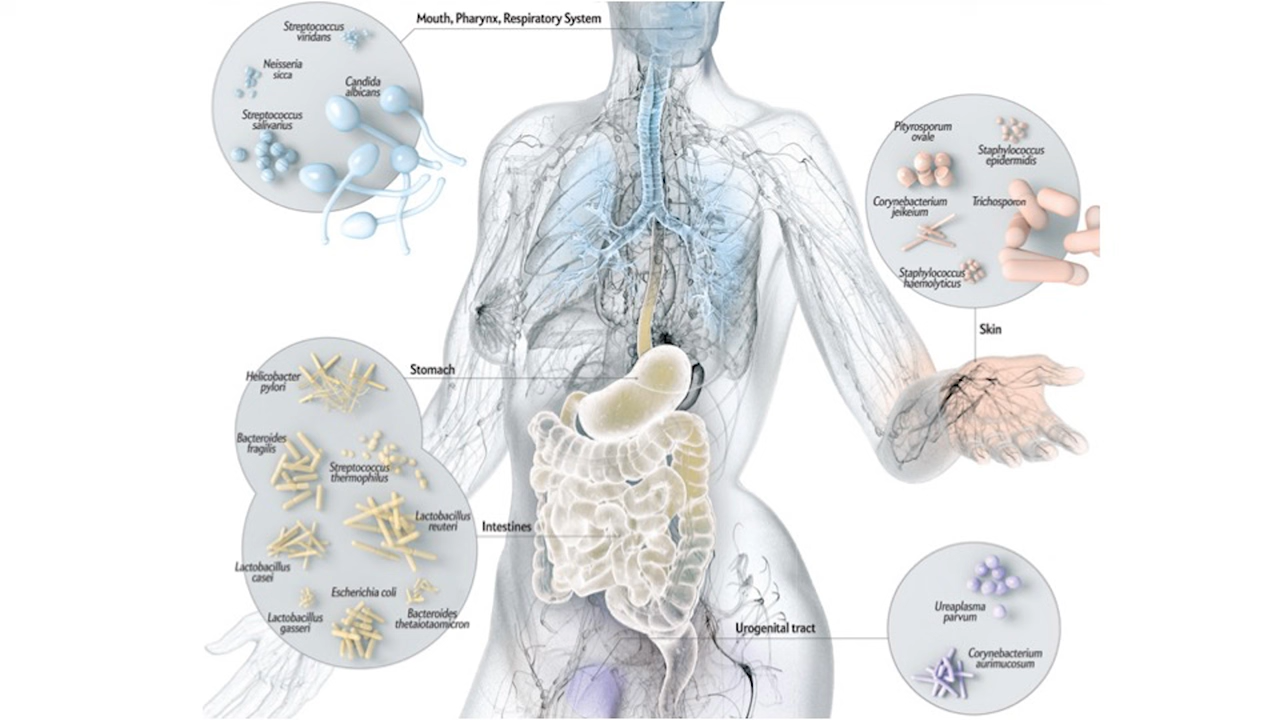 Mouth, Pharynx, Respiratory System
Streptococcus
viridans
Neisseria
sicca
Candida
albicans
Streptococcus
salivarius
Pityrosporum
ovale
Staphylococcus
epidermidis
Corynebacterium
jeikeium
Trichosporon
Staphylococcus
haemolyticus
Skin
Stomach
Helicobacter
pylori
Bacteroides
fragilis
Streptococcus
thermophilus
Lactobacillus
reuteri
Intestines
Lactobacillus
casei
Escherichia coli
Lactobacillus
gasseri
Bacteroides
thetaiotaomicron
Urogenital tract
Ureaplasma
parvum
Corynebacterium
aurimucosum